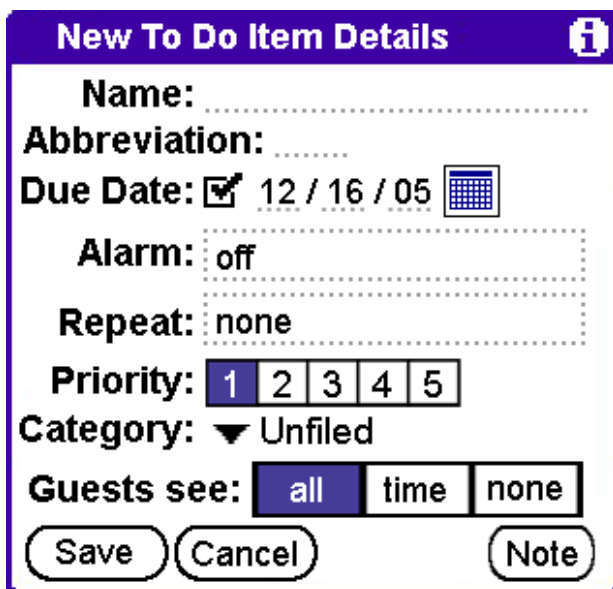 New To Do Item Details
Name:
Abbreviation:
Due Date: 12 / 16 / 05
Alarm: off
Repeat: none
Priority: 1 2 3 4 5
Category: Unfiled
Guests see: all time none
Save Cancel Note